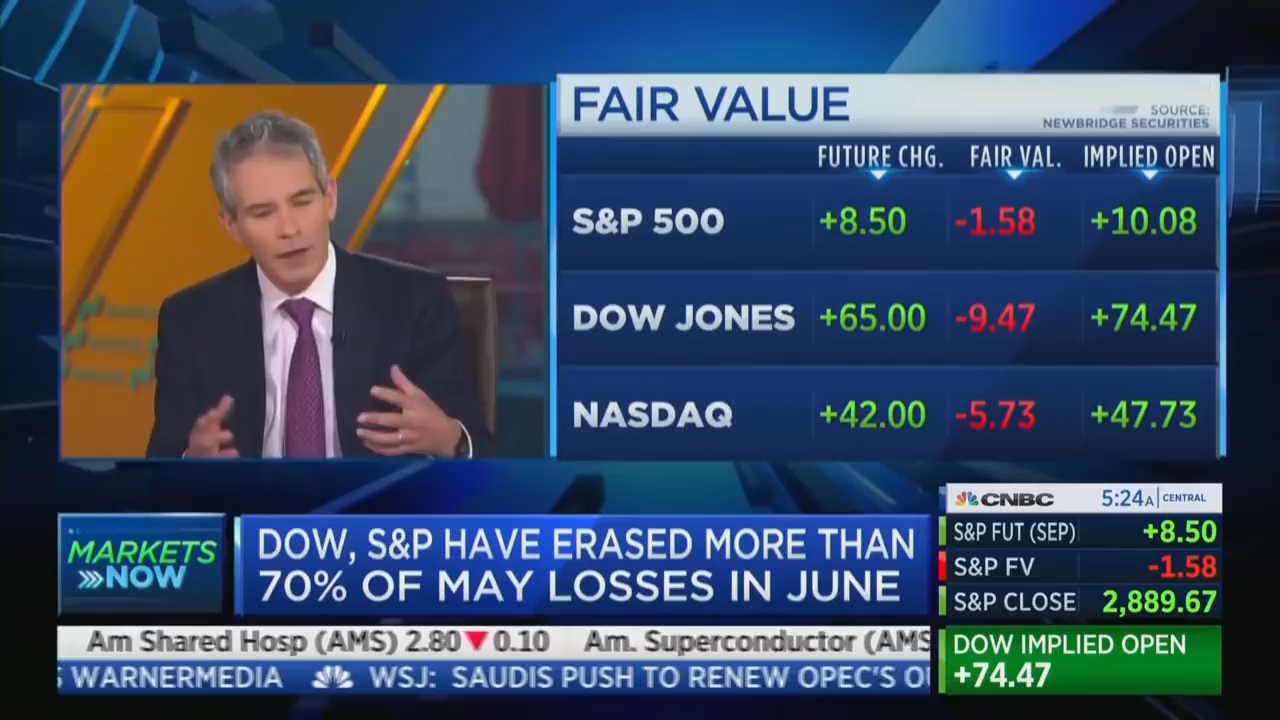 FAIR VALUE
SOURCE:
NEWBRIDGE SECURITIES
FUTURE CHG. FAIR VAL. IMPLIED OPEN
S&P 500 +8.50 -1.58 +10.08
DOW JONES +65.00 -9.47 +74.47
NASDAQ +42.00 -5.73 +47.73
CNBC 5:24A CENTRAL
S&P FUT (SEP) +8.50
S&P FV -1.58
S&P CLOSE 2,889.67
DOW IMPLIED OPEN
+74.47
MARKETS
NOW
DOW, S&P HAVE ERASED MORE THAN
70% OF MAY LOSSES IN JUNE
Am Shared Hosp (AMS) 2.80▼0.10 Am. Superconductor (AMS
WARNERMEDIA WSJ: SAUDIS PUSH TO RENEW OPEC'S